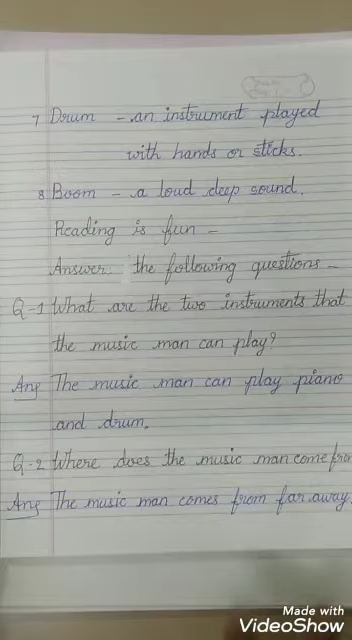 7 Drum - an instrument played
with hands or sticks.
8 Boom - a loud deep sound.
Reading is fun -
Answer the following questions -
Q-1 What are the two instruments that
the music man can play?
Ans The music man can play piano
and drum.
Q-2 Where does the music man come from
Ans The music man comes from far away.
Made with
VideoShow